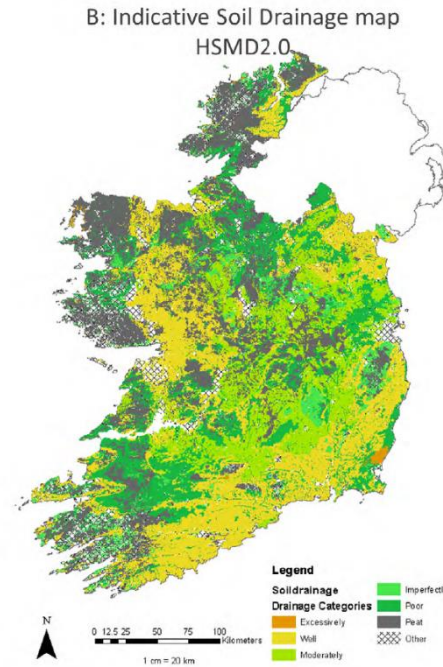 B: Indicative Soil Drainage map
HSMD2.0
Legend
Soildrainage
Drainage Categories
Excessively
Well
Moderately
Imperfectly
Poor
Peat
Other
N
0 12.5 25 50 75 100
Kilometers
1 cm = 20 km